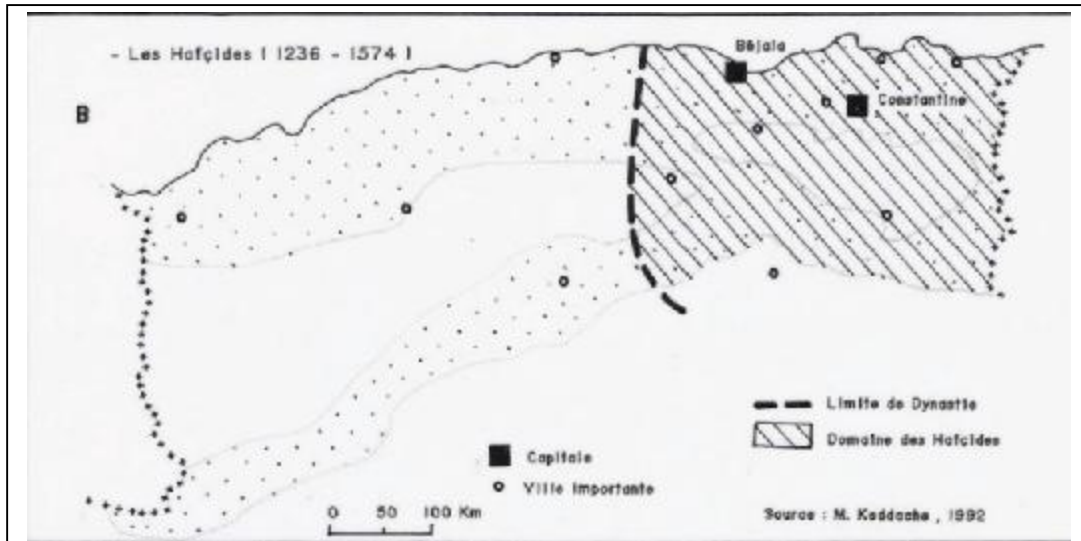 - Les Hafçides ( 1236 - 1574 )
B
Béjaia
Constantine
Limite de Dynastie
Domaine des Hafcides
Capitale
Ville Importante
0 50 100 Km
Source : M. Kaddache , 1992